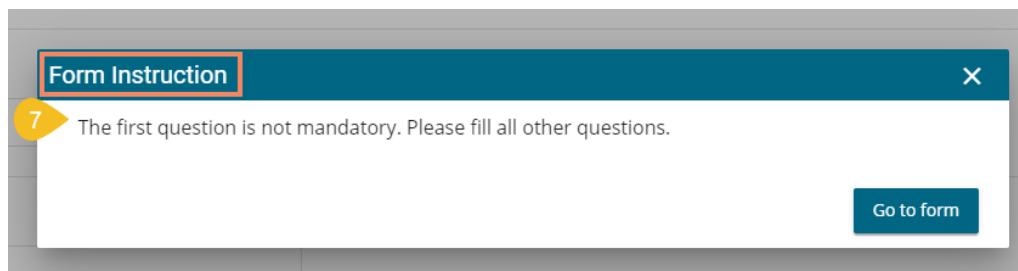 Form Instruction
7
The first question is not mandatory. Please fill all other questions.
Go to form